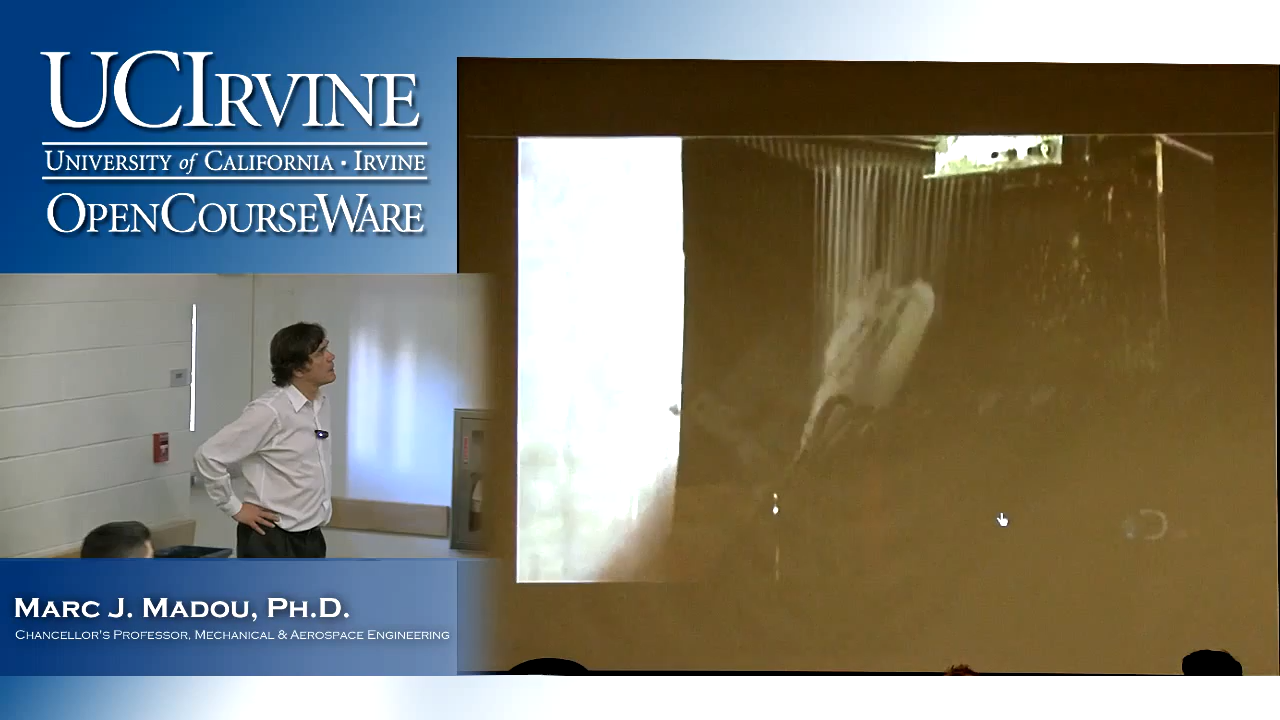 UCIRVINE
UNIVERSITY of CALIFORNIA · IRVINE
OPENCOURSEWARE
MARC J. MADOU, PH.D.
CHANCELLOR'S PROFESSOR, MECHANICAL & AEROSPACE ENGINEERING